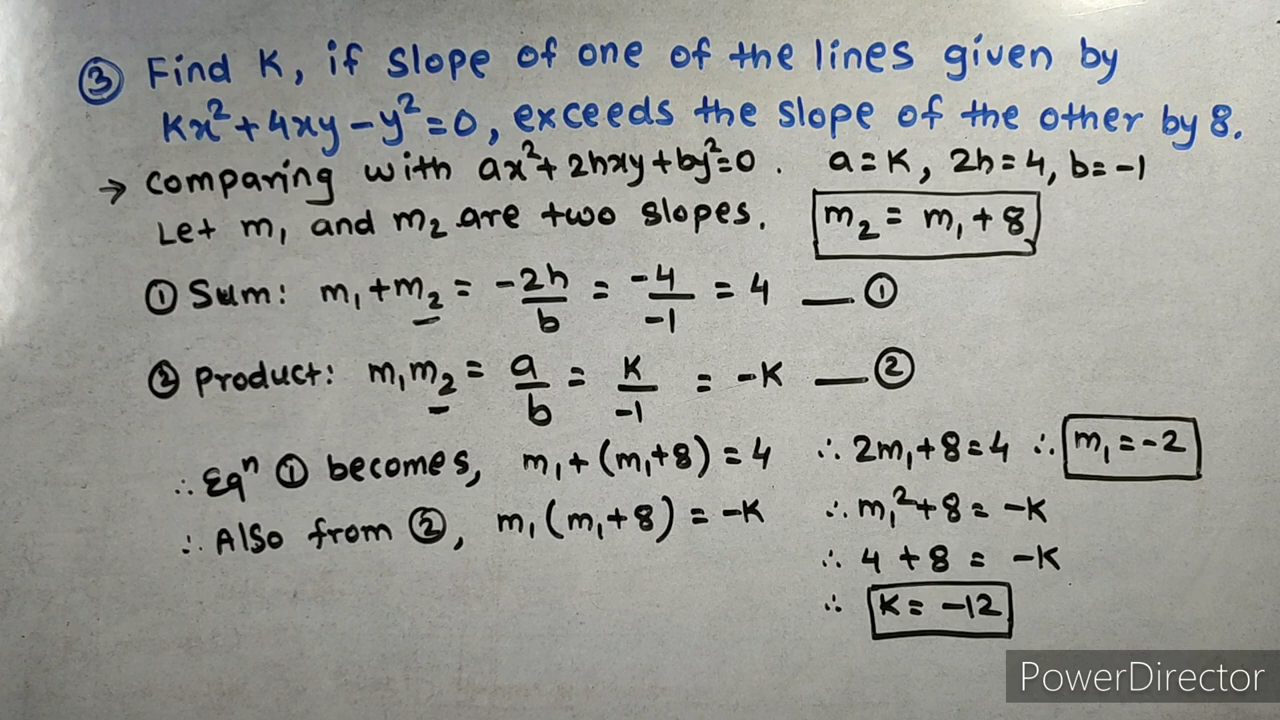 ③ Find K, if slope of one of the lines given by
Kx²+4xy-y²=0, exceeds the slope of the other by 8.
→ comparing with ax²+2hxy+by²=0. a=K, 2h=4, b=-1
Let m₁ and m₂ are two slopes. m₂ = m₁+8
① Sum: m₁+m₂ = -2h/b = -4/-1 = 4 — ①
② Product: m₁m₂ = a/b = K/-1 = -K — ②
∴ Eqⁿ ① becomes, m₁+(m₁+8)=4 ∴ 2m₁+8=4 ∴ m₁=-2
∴ Also from ②, m₁(m₁+8)=-K ∴ m₁²+8=-K
∴ 4+8=-K
∴ K=-12
PowerDirector